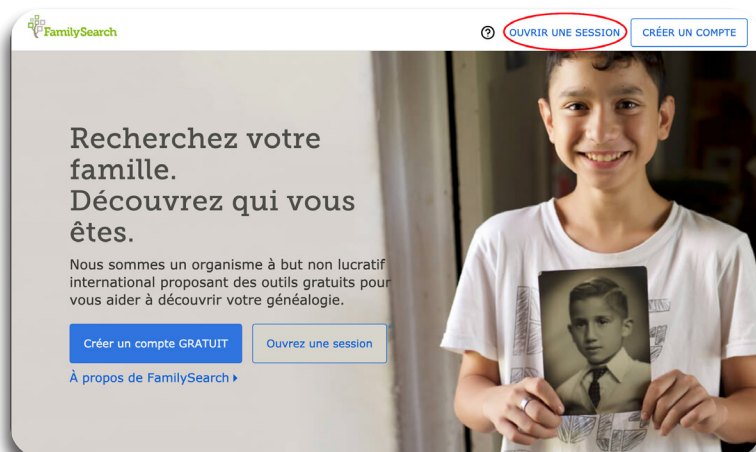 FamilySearch
OUVRIR UNE SESSION
CRÉER UN COMPTE
Recherchez votre
famille.
Découvrez qui vous
êtes.
Nous sommes un organisme à but non lucratif
international proposant des outils gratuits pour
vous aider à découvrir votre généalogie.
Créer un compte GRATUIT
Ouvrez une session
À propos de FamilySearch